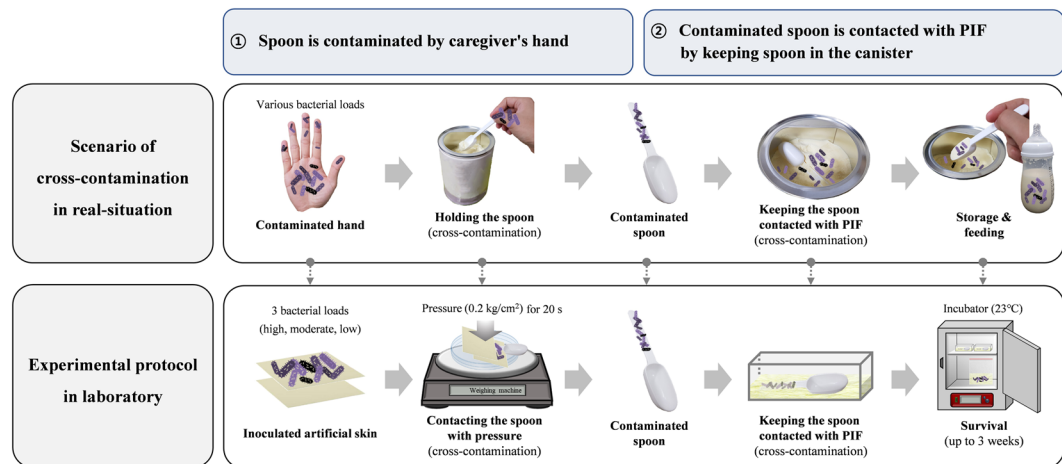 ① Spoon is contaminated by caregiver's hand
② Contaminated spoon is contacted with PIF
by keeping spoon in the canister
Scenario of
cross-contamination
in real-situation
Various bacterial loads
Contaminated hand
Holding the spoon
(cross-contamination)
Contaminated
spoon
Keeping the spoon
contacted with PIF
(cross-contamination)
Storage &
feeding
Experimental protocol
in laboratory
3 bacterial loads
(high, moderate, low)
Inoculated artificial skin
Pressure (0.2 kg/cm²) for 20 s
Weighing machine
Contacting the spoon
with pressure
(cross-contamination)
Contaminated
spoon
Keeping the spoon
contacted with PIF
(cross-contamination)
Incubator (23℃)
Survival
(up to 3 weeks)